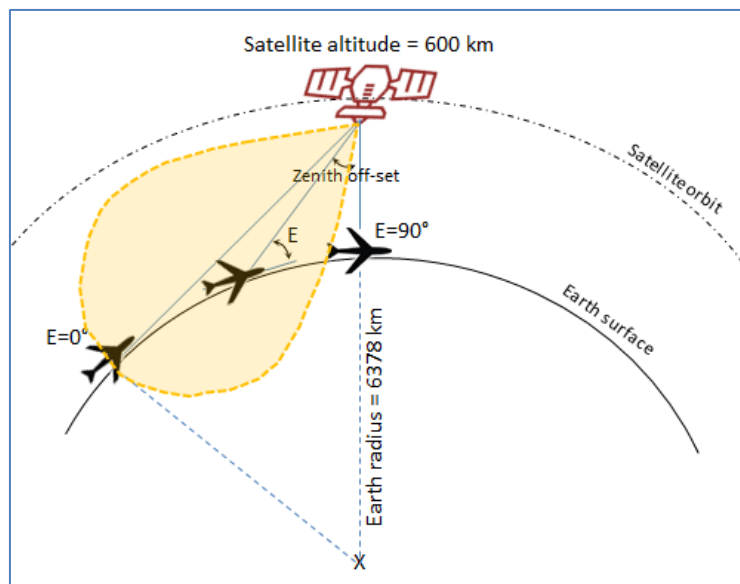 Satellite altitude = 600 km
Satellite orbit
Zenith off-set
E
E=90°
Earth surface
E=0°
Earth radius = 6378 km
X